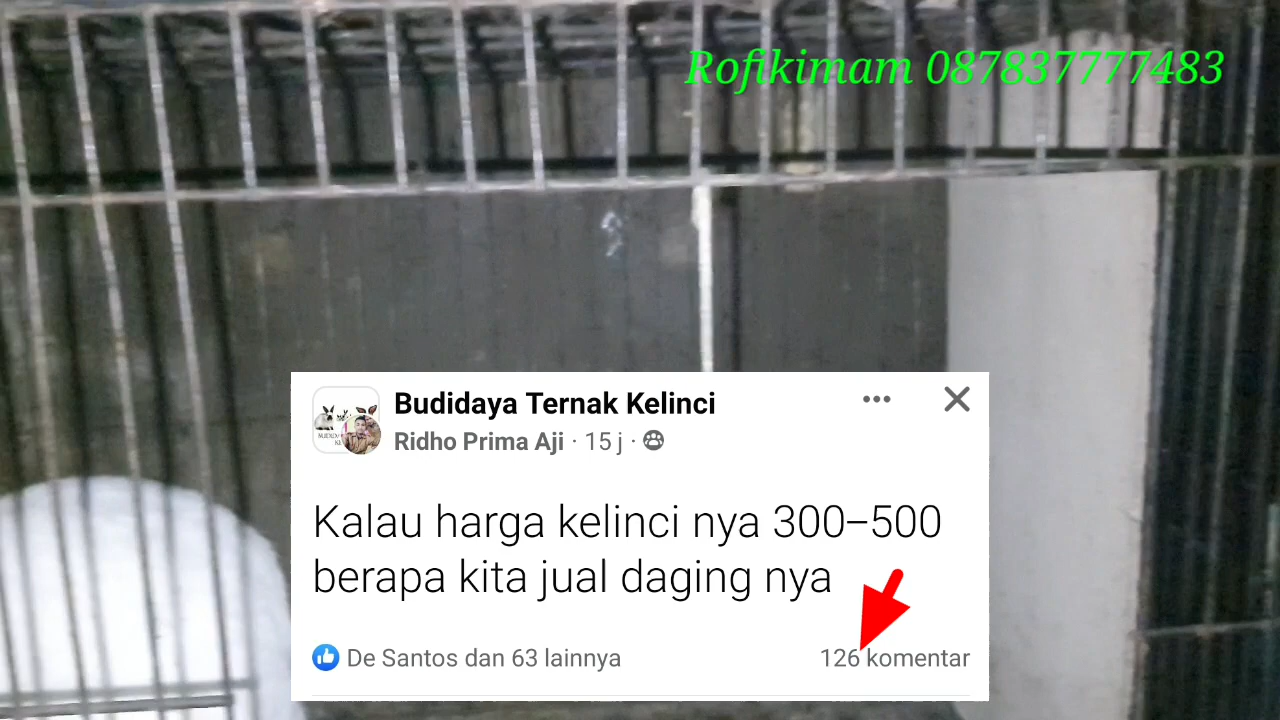 Rofikimam 087837777483
Budidaya Ternak Kelinci
Ridho Prima Aji · 15 j ·
Kalau harga kelinci nya 300–500
berapa kita jual daging nya
De Santos dan 63 lainnya
126 komentar